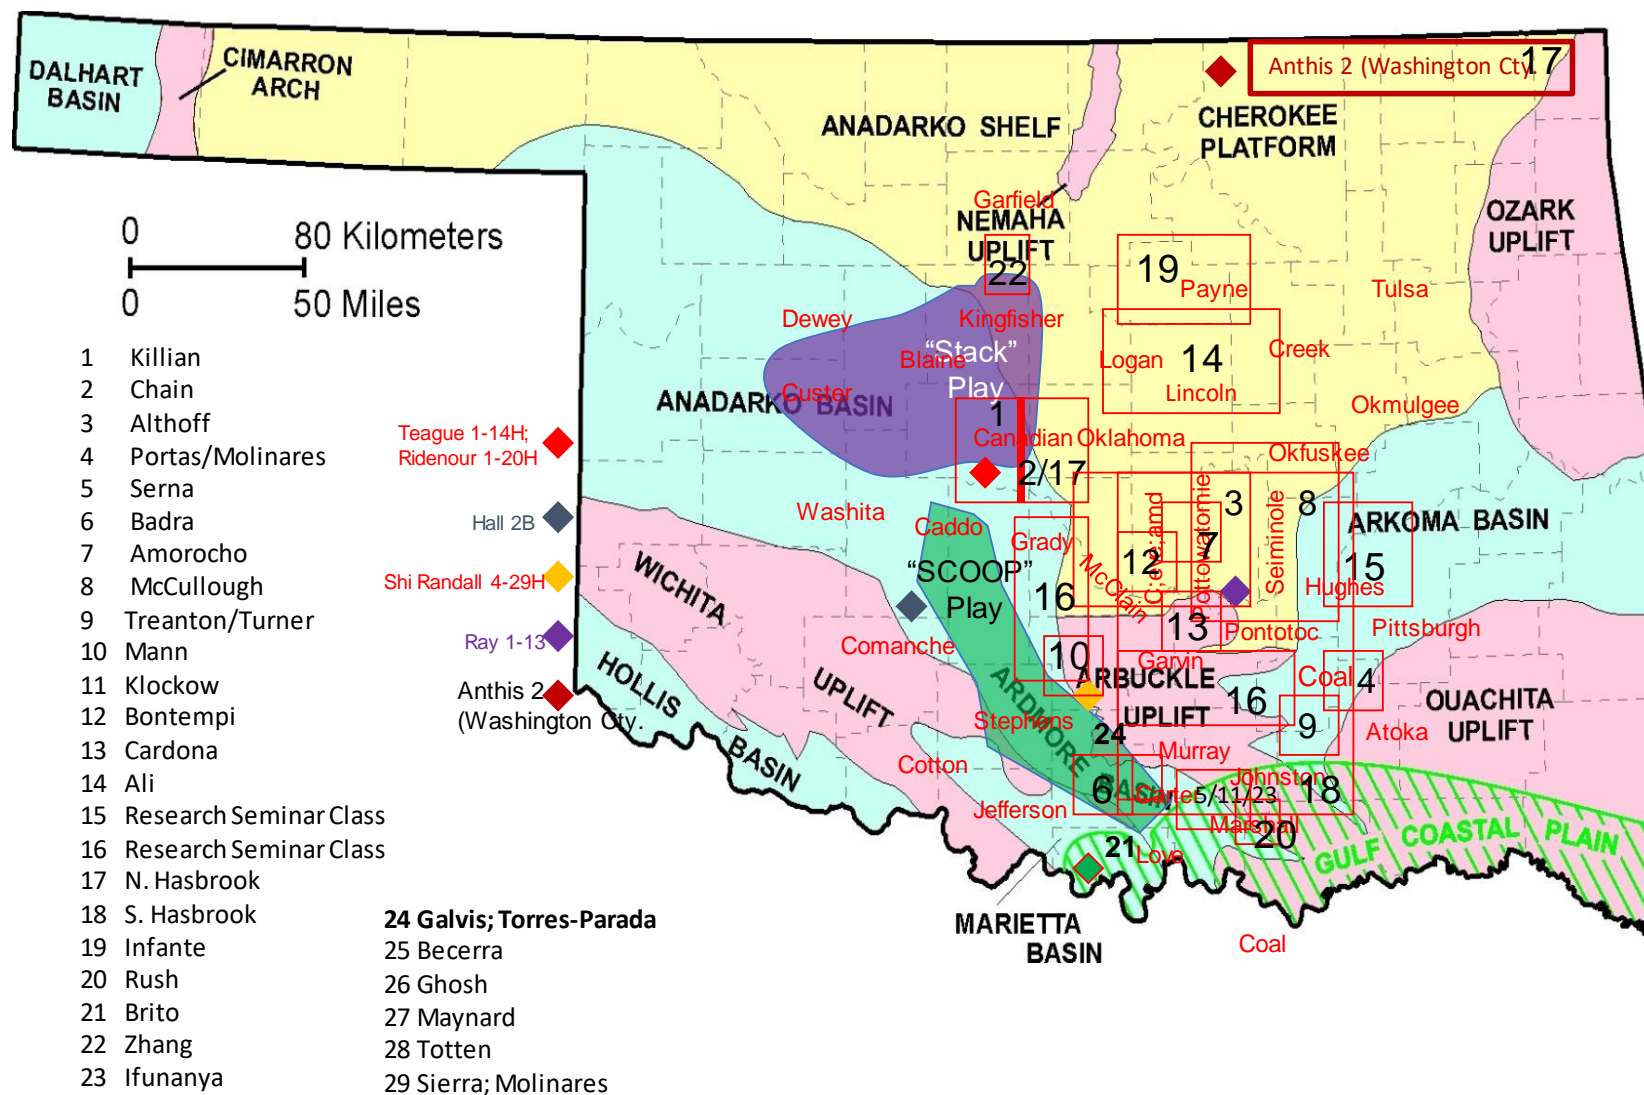 DALHART
BASIN
CIMARRON
ARCH
ANADARKO SHELF
Anthis 2 (Washington Cty.
17
CHEROKEE
PLATFORM
Garfield
NEMAHA
UPLIFT
22
OZARK
UPLIFT
0 80 Kilometers
0 50 Miles
19
Payne
Tulsa
Dewey
Kingfisher
"Stack"
Play
Blaine
Custer
Logan
14
Creek
Lincoln
ANADARKO BASIN
Okmulgee
1
Canadian
Oklahoma
2/17
Okfuskee
Washita
Caddo
Grady
"SCOOP"
Play
16
McClain
C;eve;amd
12
Pottowatonie
3
7
Seminole
8
ARKOMA BASIN
15
Hughes
WICHITA
UPLIFT
Comanche
10
13
Pontotoc
Pittsburgh
Garvin
ARBUCKLE
UPLIFT
16
Coal
4
OUACHITA
UPLIFT
HOLLIS
BASIN
Stephens
ARDMORE BASIN
24
Murray
9
Atoka
Cotton
Jefferson
6
Carter
5/11/23
Johnston
18
Marshall
20
21
Love
GULF COASTAL PLAIN
MARIETTA
BASIN
Coal
Teague 1-14H;
Ridenour 1-20H
Hall 2B
Shi Randall 4-29H
Ray 1-13
Anthis 2
(Washington Cty.
1 Killian
2 Chain
3 Althoff
4 Portas/Molinares
5 Serna
6 Badra
7 Amorocho
8 McCullough
9 Treanton/Turner
10 Mann
11 Klockow
12 Bontempi
13 Cardona
14 Ali
15 Research Seminar Class
16 Research Seminar Class
17 N. Hasbrook
18 S. Hasbrook
19 Infante
20 Rush
21 Brito
22 Zhang
23 Ifunanya
24 Galvis; Torres-Parada
25 Becerra
26 Ghosh
27 Maynard
28 Totten
29 Sierra; Molinares